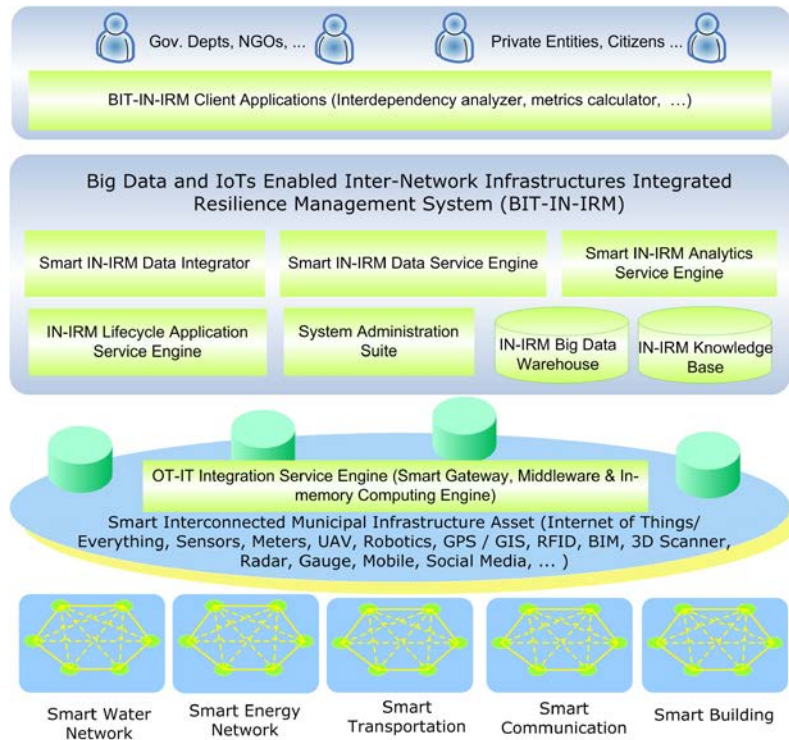 Gov. Depts, NGOs, ...
Private Entities, Citizens ...
BIT-IN-IRM Client Applications (Interdependency analyzer, metrics calculator, ...)
Big Data and IoTs Enabled Inter-Network Infrastructures Integrated
Resilience Management System (BIT-IN-IRM)
Smart IN-IRM Data Integrator
Smart IN-IRM Data Service Engine
Smart IN-IRM Analytics
Service Engine
IN-IRM Lifecycle Application
Service Engine
System Administration
Suite
IN-IRM Big Data
Warehouse
IN-IRM Knowledge
Base
OT-IT Integration Service Engine (Smart Gateway, Middleware & In-
memory Computing Engine)
Smart Interconnected Municipal Infrastructure Asset (Internet of Things/
Everything, Sensors, Meters, UAV, Robotics, GPS / GIS, RFID, BIM, 3D Scanner,
Radar, Gauge, Mobile, Social Media, ... )
Smart Water
Network
Smart Energy
Network
Smart
Transportation
Smart
Communication
Smart Building